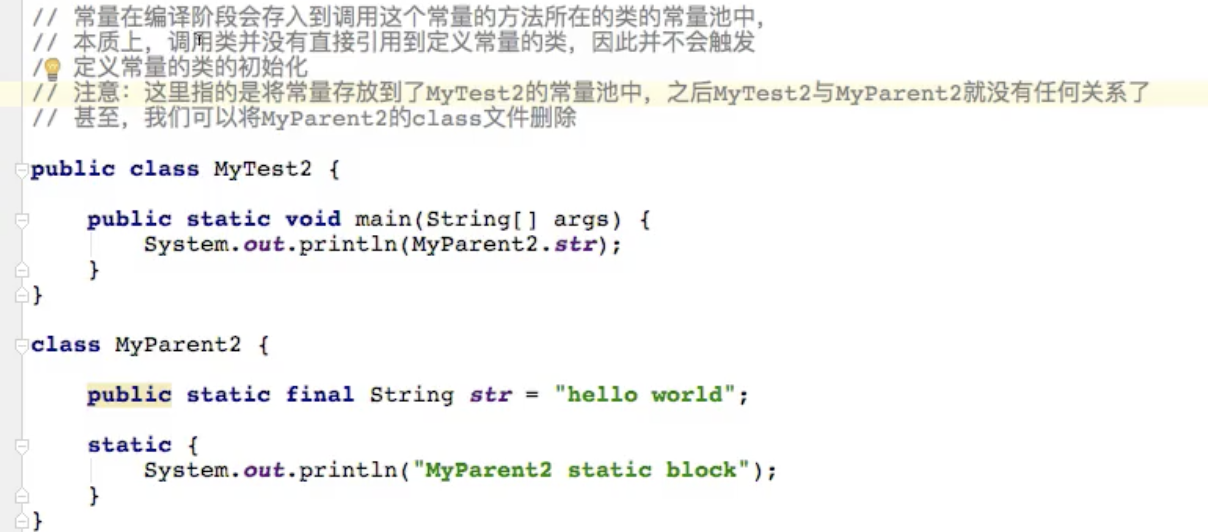 // 常量在编译阶段会存入到调用这个常量的方法所在的类的常量池中，
// 本质上，调用类并没有直接引用到定义常量的类，因此并不会触发
// 定义常量的类的初始化
// 注意：这里指的是将常量存放到了MyTest2的常量池中，之后MyTest2与MyParent2就没有任何关系了
// 甚至，我们可以将MyParent2的class文件删除
public class MyTest2 {
public static void main(String[] args) {
System.out.println(MyParent2.str);
}
}
class MyParent2 {
public static final String str = "hello world";
static {
System.out.println("MyParent2 static block");
}
}